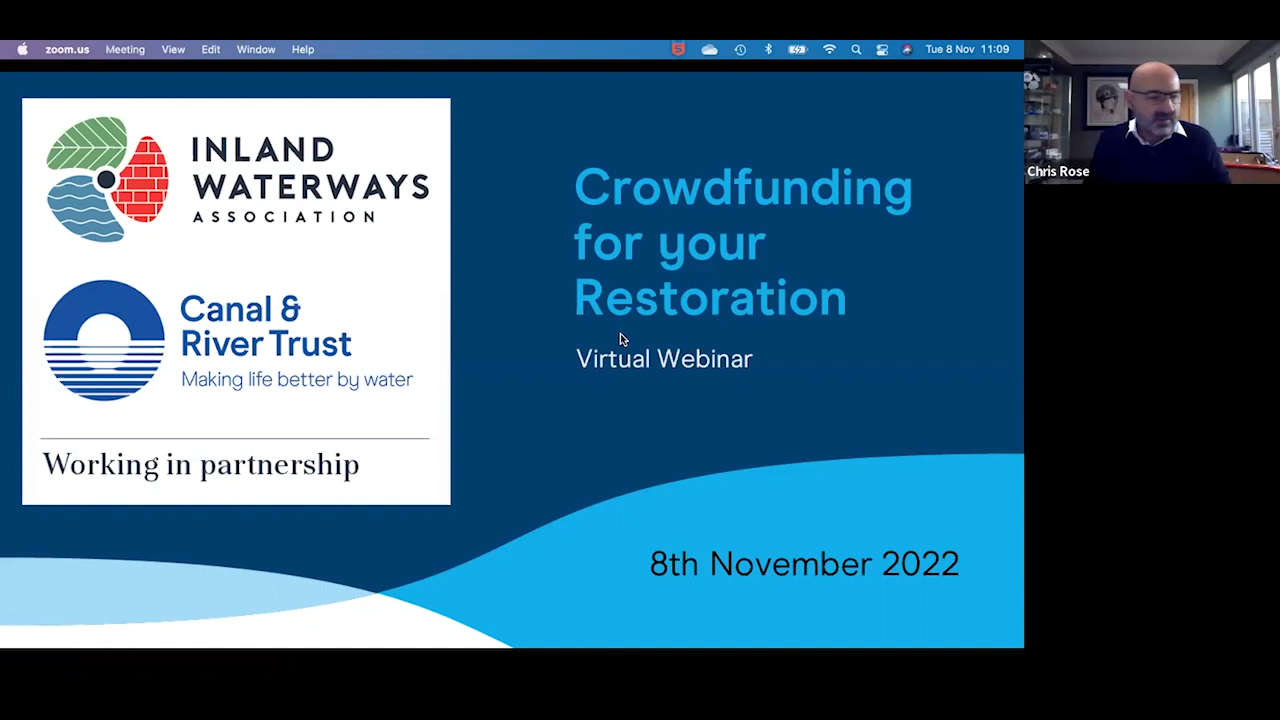 zoom.us Meeting View Edit Window Help Tue 8 Nov 11:09
INLAND
WATERWAYS
ASSOCIATION
Canal &
River Trust
Making life better by water
Working in partnership
Crowdfunding
for your
Restoration
Virtual Webinar
8th November 2022
Chris Rose